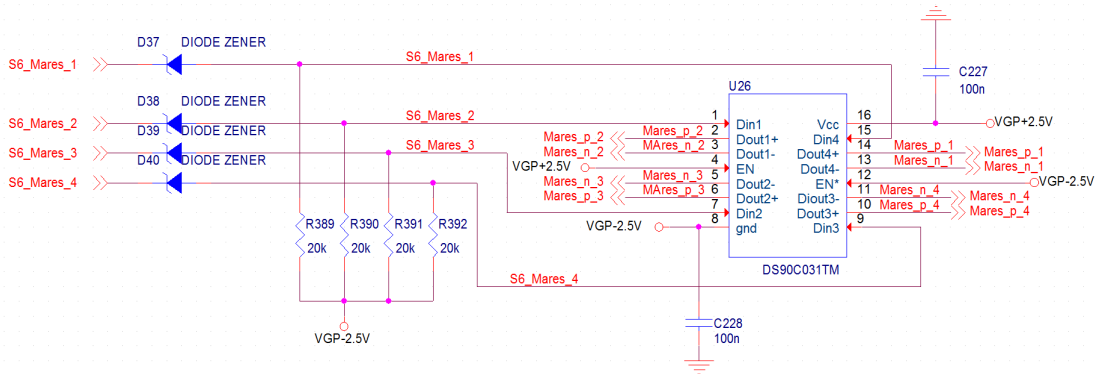 D37 DIODE ZENER
S6_Mares_1
S6_Mares_1
C227
100n
U26
D38 DIODE ZENER
S6_Mares_2
S6_Mares_2
D39 DIODE ZENER
S6_Mares_3
S6_Mares_3
D40 DIODE ZENER
S6_Mares_4
1 Din1
2 Dout1+
3 Dout1-
4 EN
5 Dout2-
6 Dout2+
7 Din2
8 gnd
Vcc 16
Din4 15
Dout4+ 14
Dout4- 13
EN* 12
Diout3- 11
Dout3+ 10
Din3 9
VGP+2.5V
Mares_p_2 Mares_p_2
Mares_n_2 MAres_n_2
VGP+2.5V
Mares_n_3 Mares_n_3
Mares_p_3 MAres_p_3
VGP-2.5V
Mares_p_1 Mares_p_1
Mares_n_1 Mares_n_1
VGP-2.5V
Mares_n_4 Mares_n_4
Mares_p_4 Mares_p_4
R389 R390 R391 R392
20k 20k 20k 20k
DS90C031TM
S6_Mares_4
VGP-2.5V
C228
100n